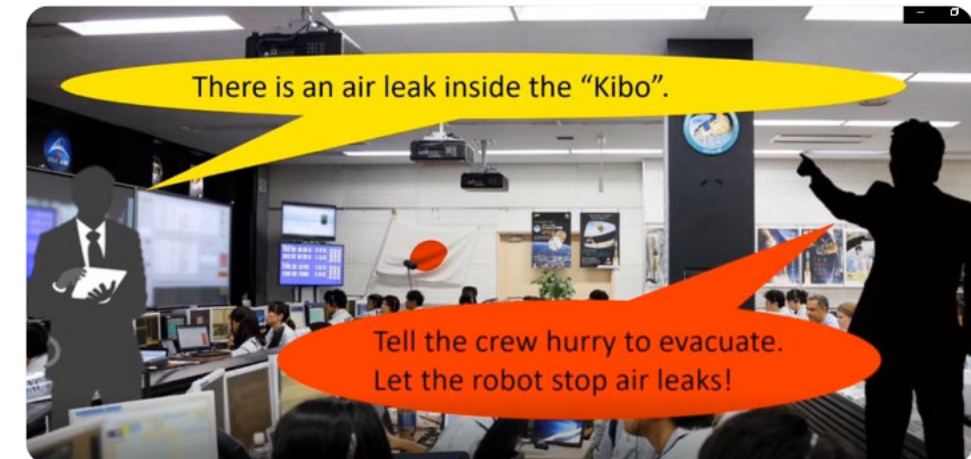 There is an air leak inside the “Kibo”.
Tell the crew hurry to evacuate.
Let the robot stop air leaks!